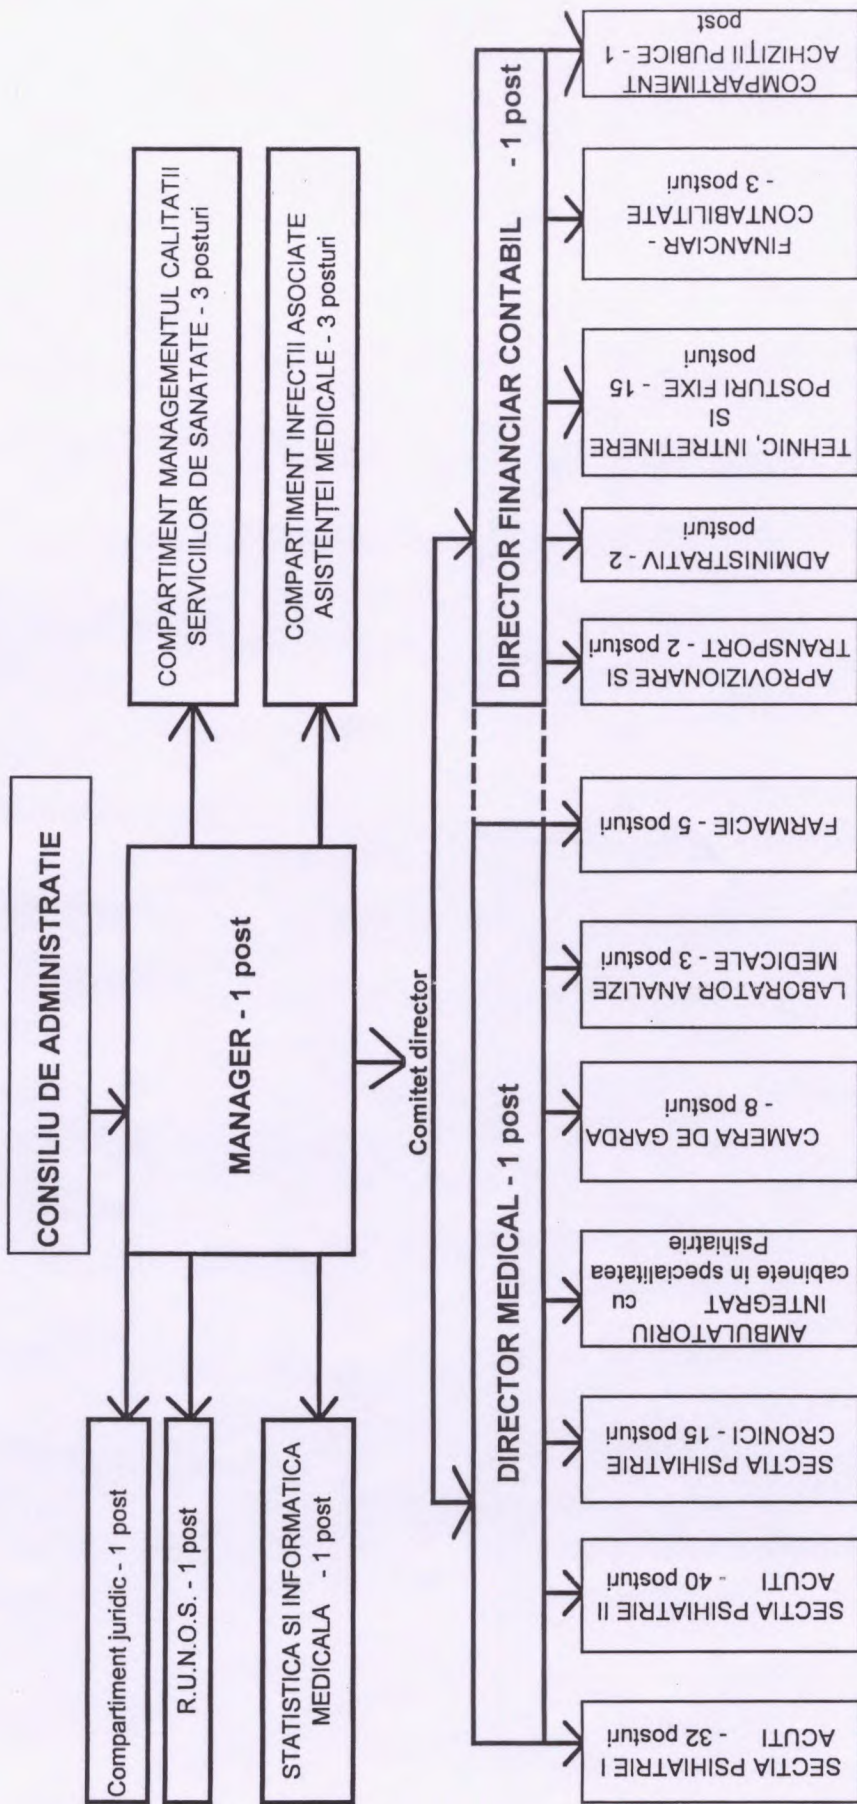 CONSILIU DE ADMINISTRATIE
MANAGER - 1 post
Compartiment juridic - 1 post
R.U.N.O.S. - 1 post
STATISTICA SI INFORMATICA
MEDICALA - 1 post
COMPARTIMENT MANAGEMENTUL CALITATII
SERVICIILOR DE SANATATE - 3 posturi
COMPARTIMENT INFECTII ASOCIATE
ASISTENȚEI MEDICALE - 3 posturi
Comitet director
DIRECTOR MEDICAL - 1 post
DIRECTOR FINANCIAR CONTABIL - 1 post
SECTIA PSIHIATRIE I
ACUTI - 32 posturi
SECTIA PSIHIATRIE II
ACUTI - 40 posturi
SECTIA PSIHIATRIE
CRONICI - 15 posturi
AMBULATORIU
INTEGRAT cu
cabinete in specialitatea
Psihiatrie
CAMERA DE GARDA
- 8 posturi
LABORATOR ANALIZE
MEDICALE - 3 posturi
FARMACIE - 5 posturi
APROVIZIONARE SI
TRANSPORT - 2 posturi
ADMINISTRATIV - 2
posturi
TEHNIC, INTRETINERE
SI
POSTURI FIXE - 15
posturi
FINANCIAR -
CONTABILITATE
- 3 posturi
COMPARTIMENT
ACHIZIȚII PUBICE - 1
post